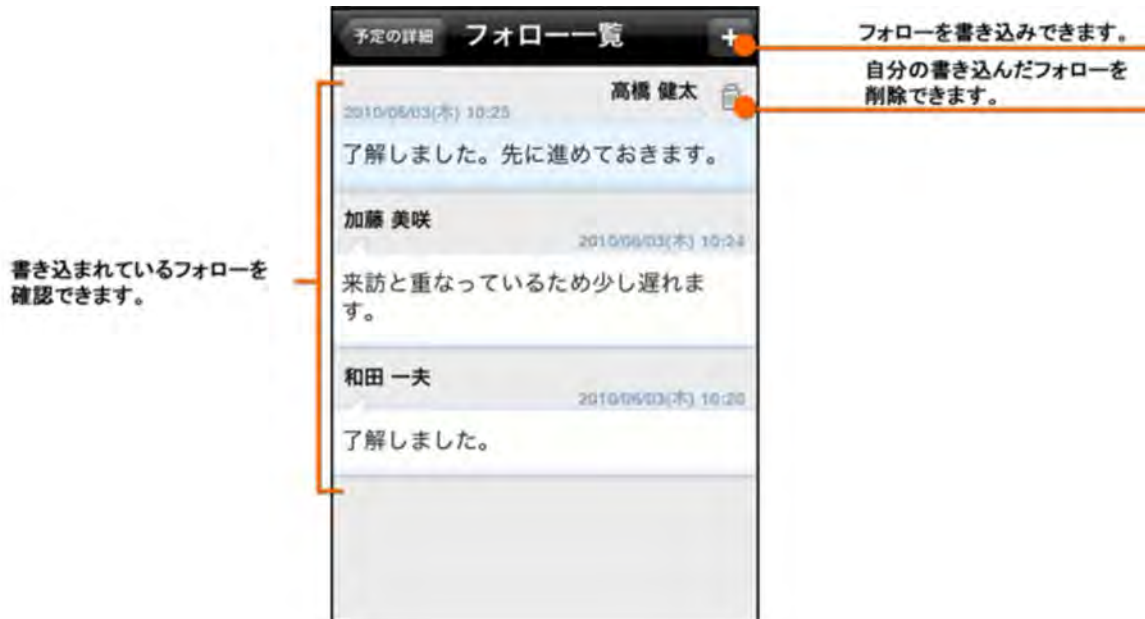 予定の詳細
フォロー一覧
+
フォローを書き込みできます。
自分の書き込んだフォローを
削除できます。
高橋 健太
2010/06/03(木) 10:25
了解しました。先に進めておきます。
加藤 美咲
2010/06/03(木) 10:24
来訪と重なっているため少し遅れま
す。
和田 一夫
2010/06/03(木) 10:20
了解しました。
書き込まれているフォローを
確認できます。